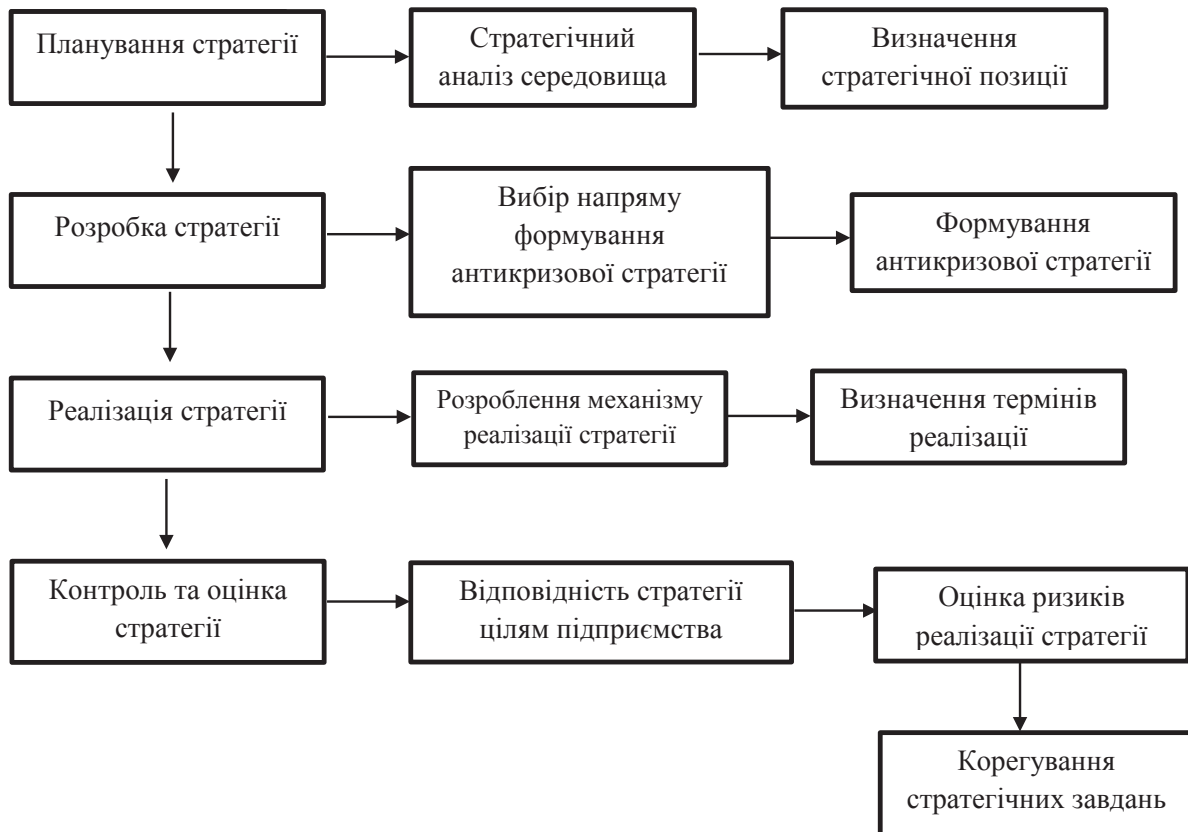 Планування стратегії
Стратегічний
аналіз середовища
Визначення
стратегічної позиції
Розробка стратегії
Вибір напряму
формування
антикризової стратегії
Формування
антикризової стратегії
Реалізація стратегії
Розроблення механізму
реалізації стратегії
Визначення термінів
реалізації
Контроль та оцінка
стратегії
Відповідність стратегії
цілям підприємства
Оцінка ризиків
реалізації стратегії
Корегування
стратегічних завдань